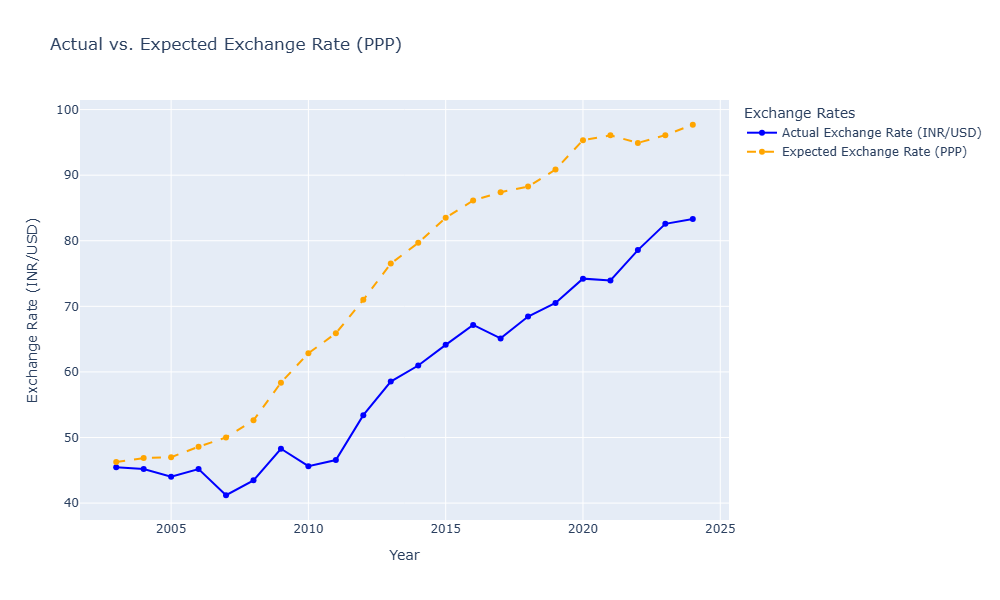 Actual vs. Expected Exchange Rate (PPP)
Exchange Rates
Actual Exchange Rate (INR/USD)
Expected Exchange Rate (PPP)
Exchange Rate (INR/USD)
100
90
80
70
60
50
40
2005
2010
2015
2020
2025
Year